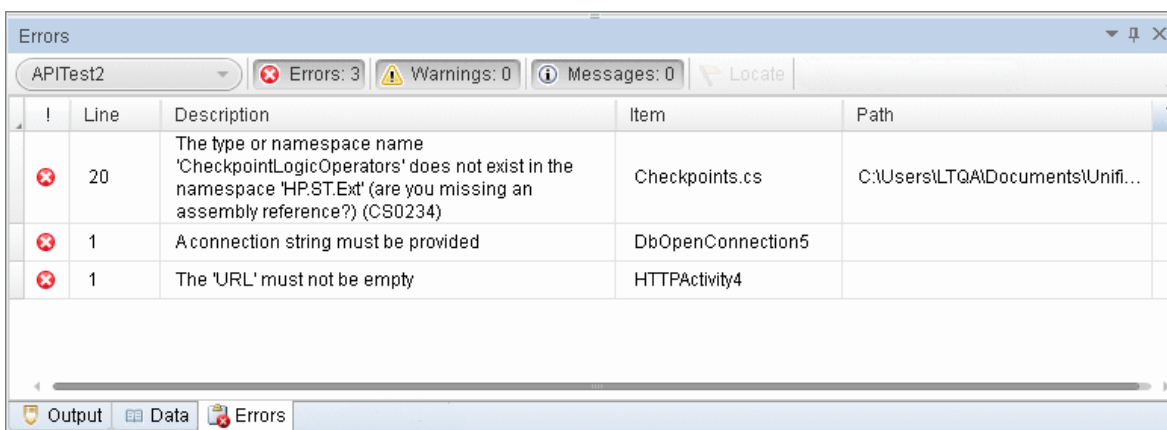 Errors
APITest2 Errors: 3 Warnings: 0 Messages: 0 Locate
! Line Description Item Path
20 The type or namespace name
'CheckpointLogicOperators' does not exist in the
namespace 'HP.ST.Ext' (are you missing an
assembly reference?) (CS0234) Checkpoints.cs C:\Users\LTQA\Documents\Unifi...
1 A connection string must be provided DbOpenConnection5
1 The 'URL' must not be empty HTTPActivity4
Output Data Errors